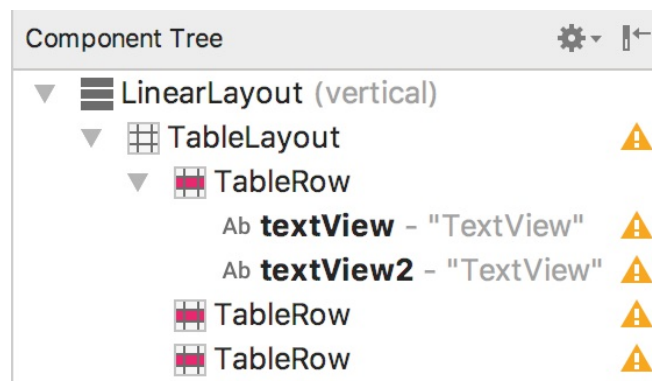 Component Tree
LinearLayout (vertical)
TableLayout
TableRow
Ab textView - "TextView"
Ab textView2 - "TextView"
TableRow
TableRow